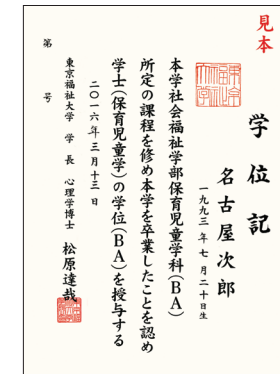 見本
学位記
名古屋次郎
一九九三年七月二十日生
本学社会福祉学部保育児童学科(BA)
所定の課程を修め本学を卒業したことを認め
学士(保育児童学)の学位(BA)を授与する
二〇一六年三月十三日
東京福祉大学 学長 心理学博士 松原達哉
第 号